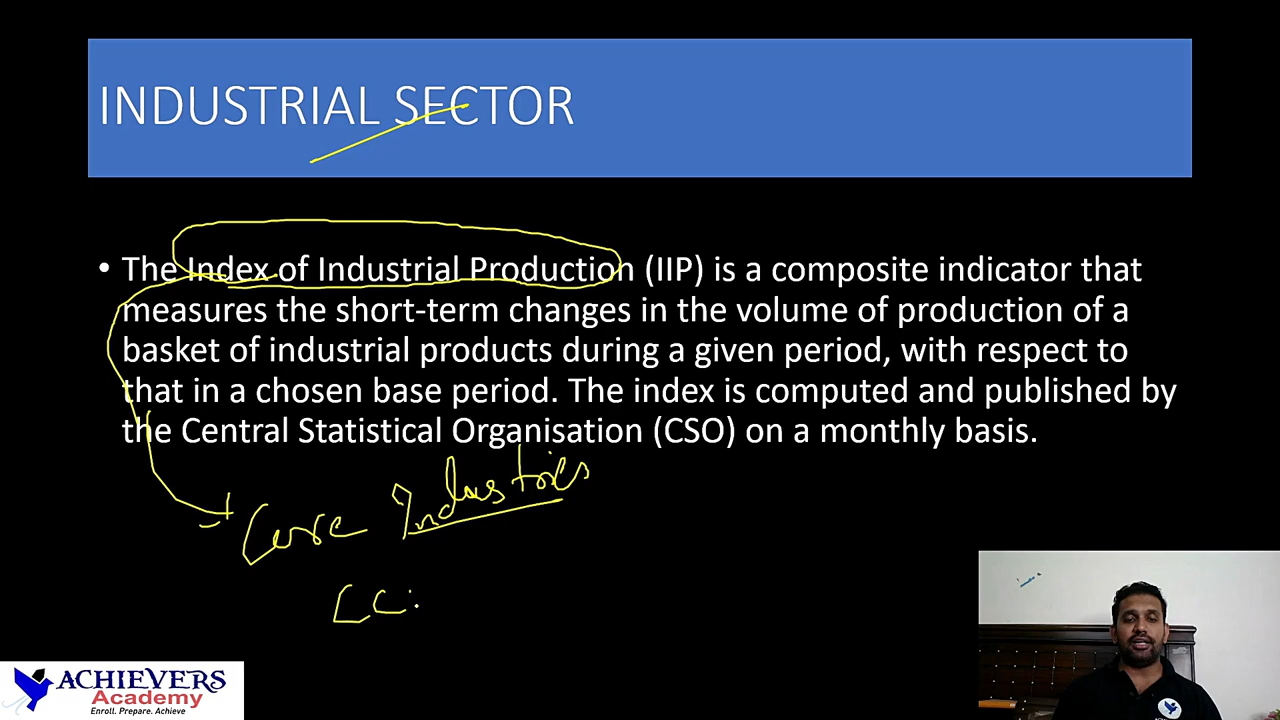 INDUSTRIAL SECTOR
• The Index of Industrial Production (IIP) is a composite indicator that
measures the short-term changes in the volume of production of a
basket of industrial products during a given period, with respect to
that in a chosen base period. The index is computed and published by
the Central Statistical Organisation (CSO) on a monthly basis.
Core Industries
ACHIEVERS
Academy
Enroll. Prepare. Achieve